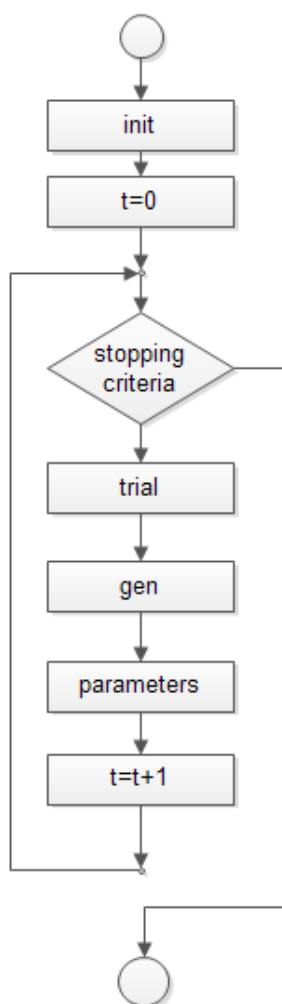 init
t=0
stopping
criteria
trial
gen
parameters
t=t+1